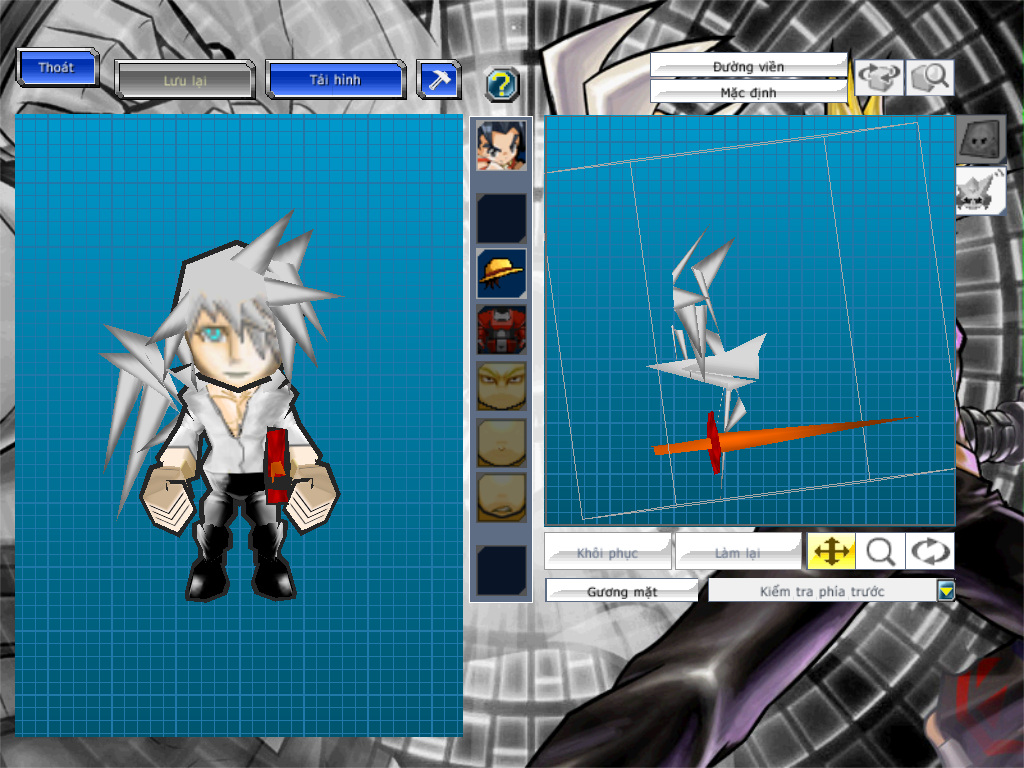 Thoát
Lưu lại
Tải hình
?
Đường viền
Mặc định
Khôi phục
Làm lại
Gương mặt
Kiểm tra phía trước